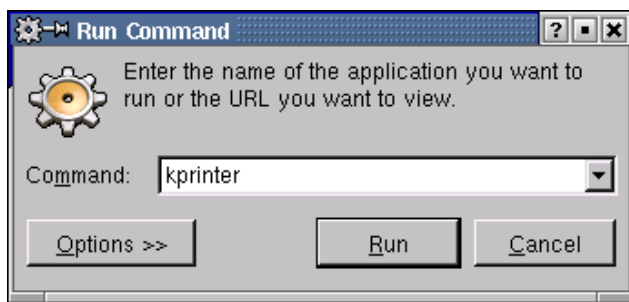 Run Command
Enter the name of the application you want to
run or the URL you want to view.
Command: kprinter
Options >> Run Cancel